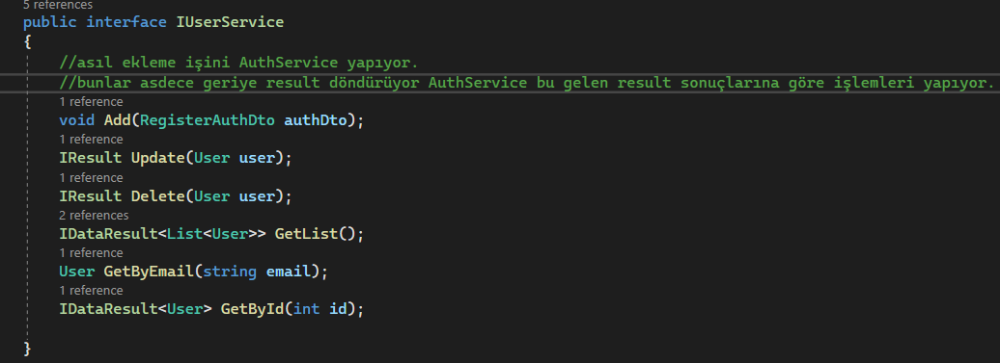 5 references
public interface IUserService
{
//asıl ekleme işini AuthService yapıyor.
//bunlar asdece geriye result döndürüyor AuthService bu gelen result sonuçlarına göre işlemleri yapıyor.
1 reference
void Add(RegisterAuthDto authDto);
1 reference
IResult Update(User user);
1 reference
IResult Delete(User user);
2 references
IDataResult<List<User>> GetList();
1 reference
User GetByEmail(string email);
1 reference
IDataResult<User> GetById(int id);
}